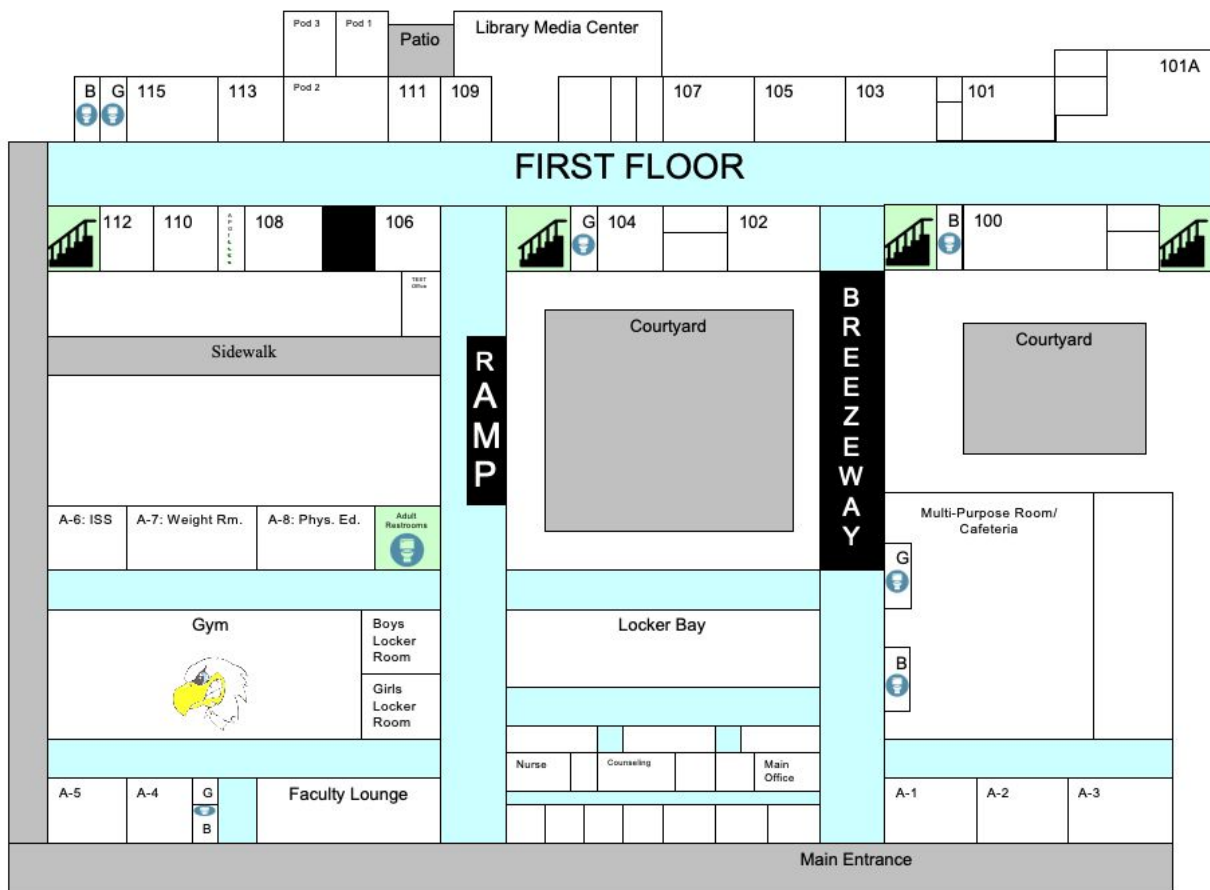 Pod 3
Pod 1
Patio
Library Media Center
101A
B
G
115
113
Pod 2
111
109
107
105
103
101
FIRST FLOOR
112
110
108
106
G
104
102
B
100
TEST
Office
Sidewalk
RAMP
Courtyard
BREEZEWAY
Courtyard
A-6: ISS
A-7: Weight Rm.
A-8: Phys. Ed.
Adult
Restrooms
Multi-Purpose Room/
Cafeteria
G
B
Gym
Boys
Locker
Room
Girls
Locker
Room
Locker Bay
Nurse
Counseling
Main
Office
A-5
A-4
G
B
Faculty Lounge
A-1
A-2
A-3
Main Entrance